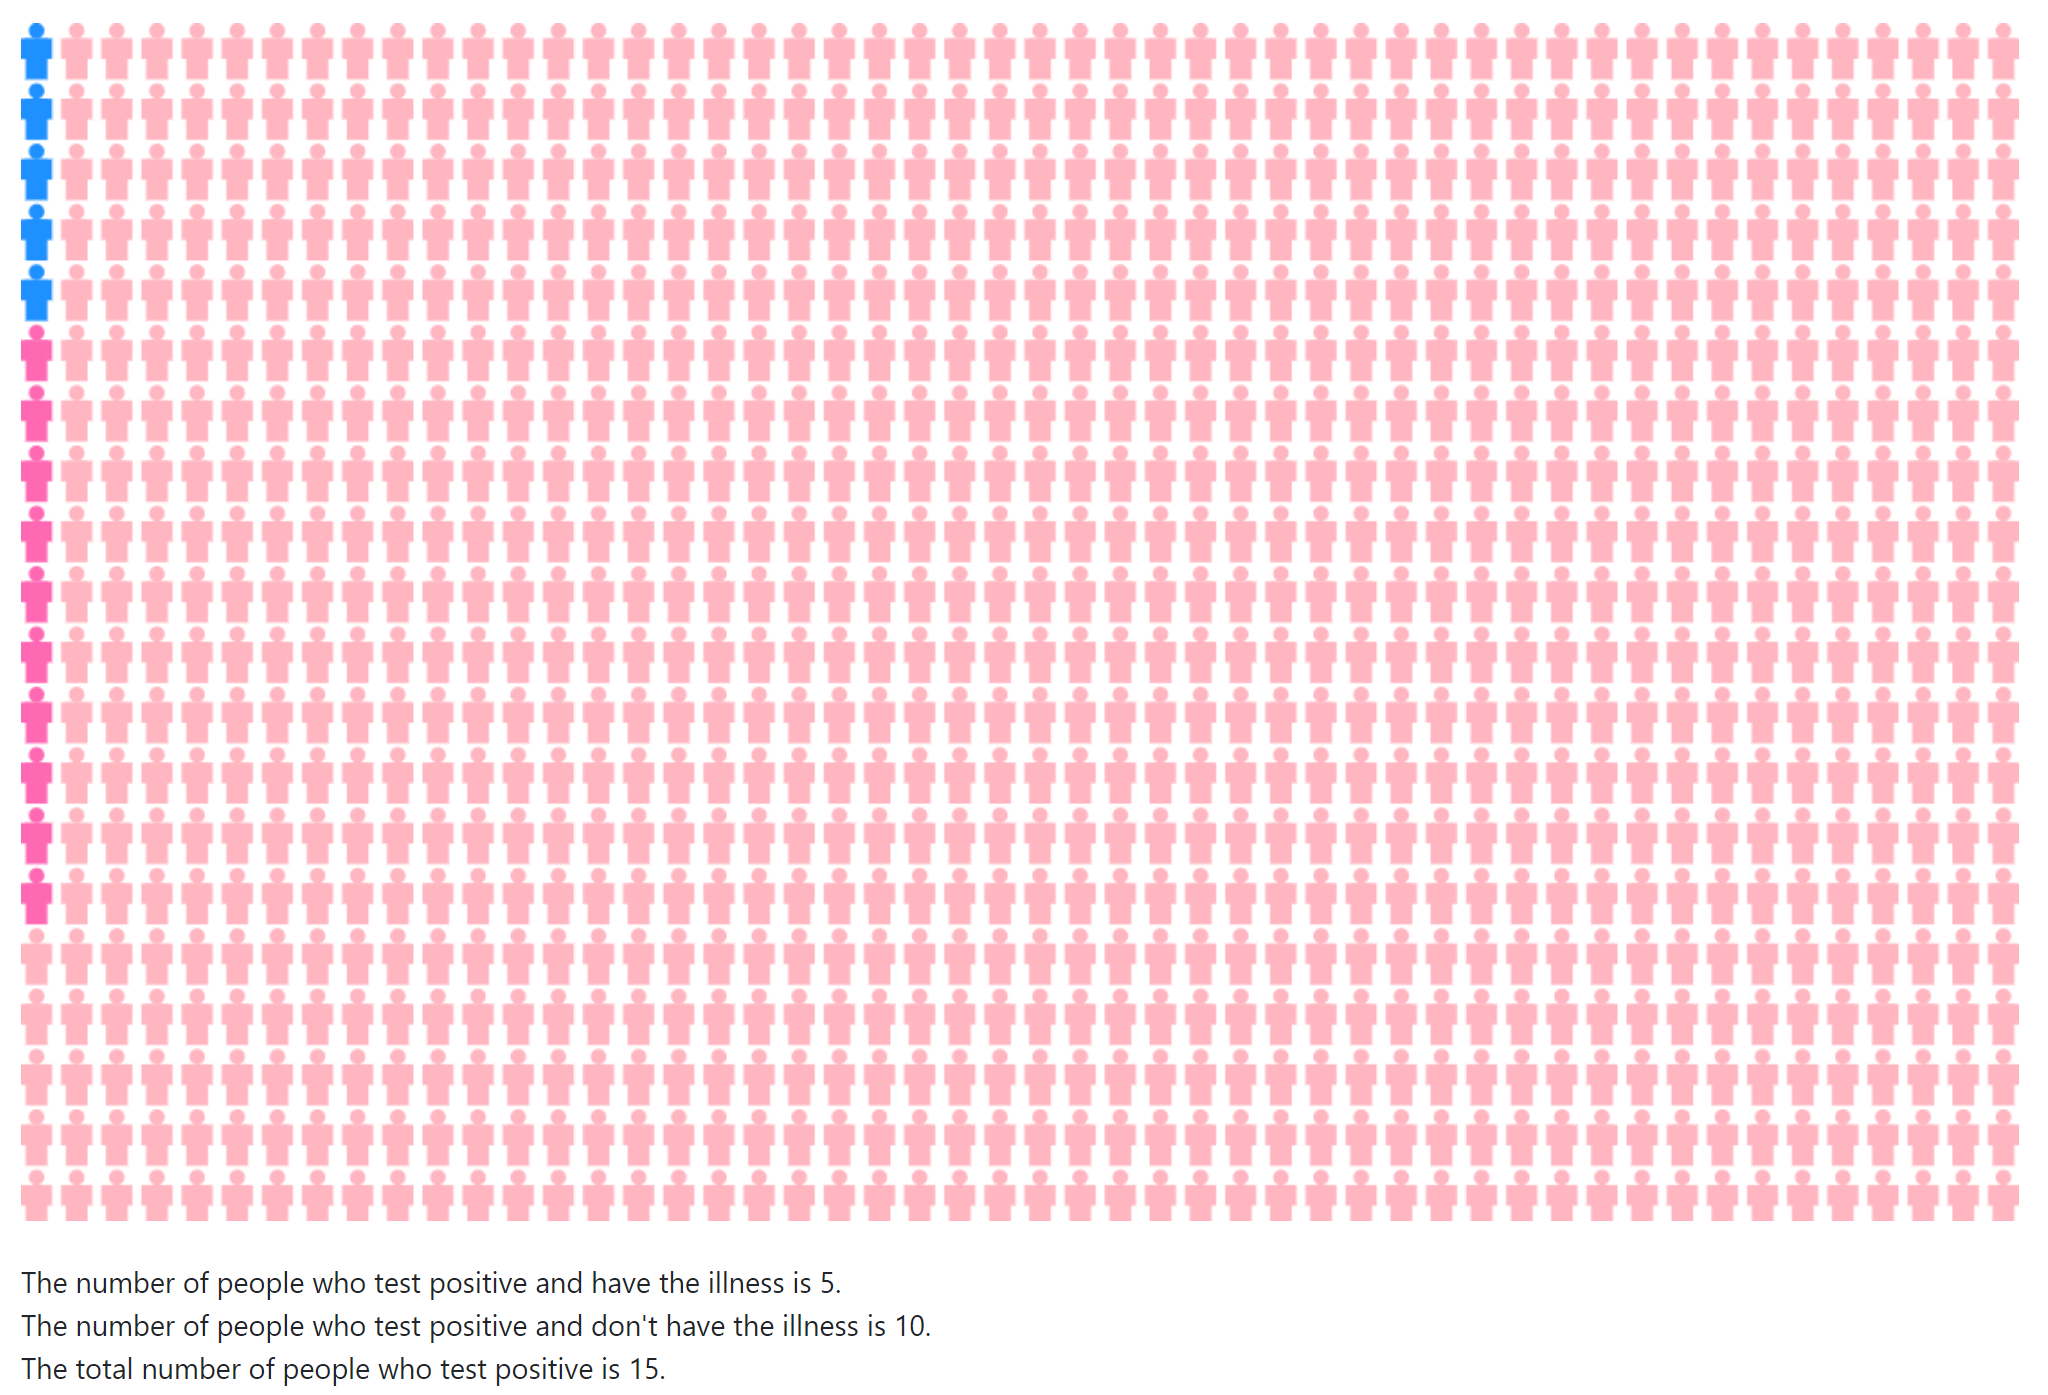 The number of people who test positive and have the illness is 5.
The number of people who test positive and don't have the illness is 10.
The total number of people who test positive is 15.